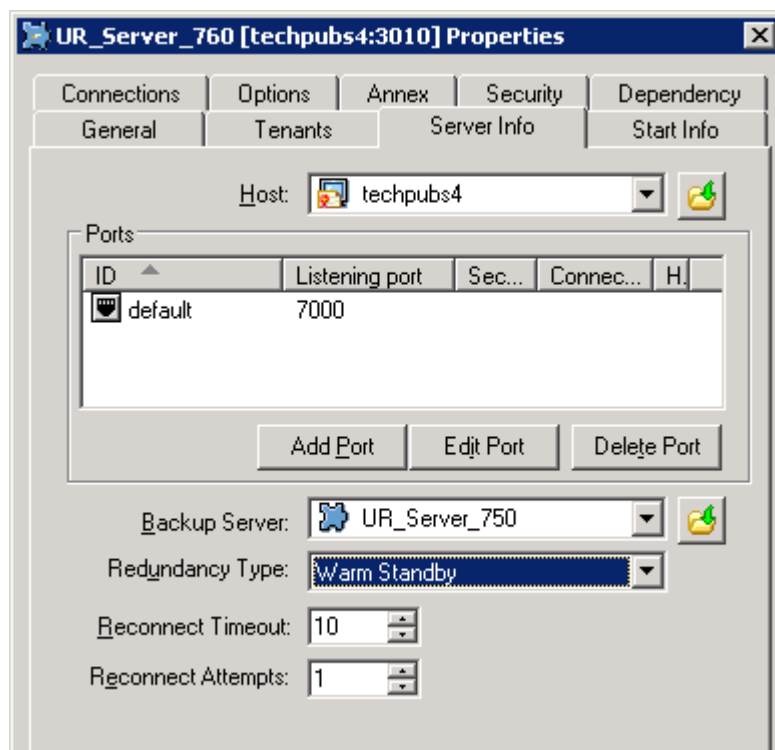 UR_Server_760 [techpubs4:3010] Properties
Connections Options Annex Security Dependency
General Tenants Server Info Start Info
Host: techpubs4
Ports
ID Listening port Sec... Connec... H.
default 7000
Add Port Edit Port Delete Port
Backup Server: UR_Server_750
Redundancy Type: Warm Standby
Reconnect Timeout: 10
Reconnect Attempts: 1